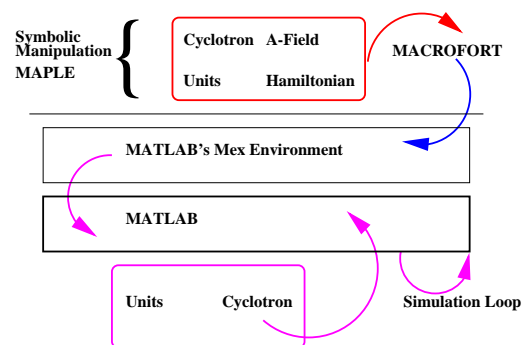 Symbolic
Manipulation
MAPLE
Cyclotron A-Field
Units Hamiltonian
MACROFORT
MATLAB's Mex Environment
MATLAB
Units Cyclotron
Simulation Loop